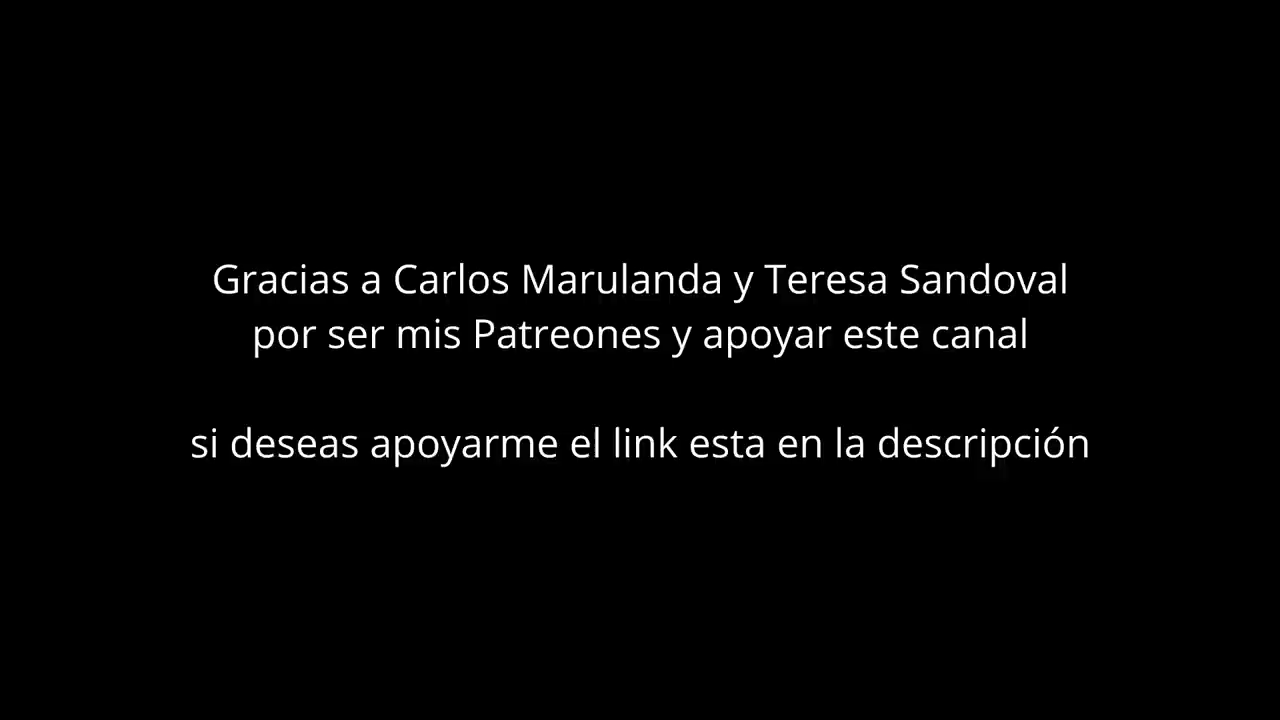 Gracias a Carlos Marulanda y Teresa Sandoval
por ser mis Patreones y apoyar este canal
si deseas apoyarme el link esta en la descripción